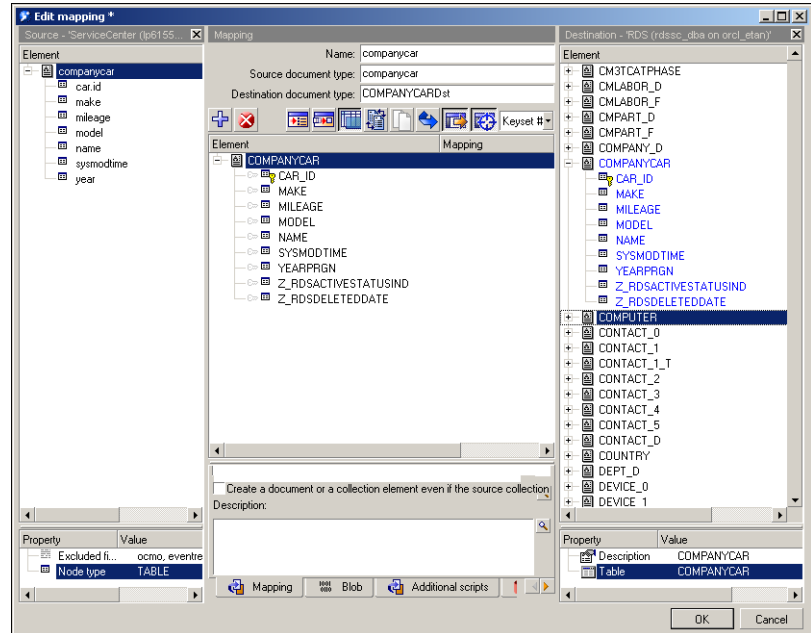 Edit mapping *
Source - 'ServiceCenter (lp6155...
Element
companycar
car.id
make
mileage
model
name
sysmodtime
year
Property Value
Excluded fi... ocmo, eventre
Node type TABLE
Mapping
Name: companycar
Source document type: companycar
Destination document type: COMPANYCARDst
Keyset #
Element Mapping
COMPANYCAR
CAR_ID
MAKE
MILEAGE
MODEL
NAME
SYSMODTIME
YEARPRGN
Z_RDSACTIVESTATUSIND
Z_RDSDELETEDDATE
Create a document or a collection element even if the source collection
Description:
Mapping Blob Additional scripts
Destination - 'RDS (rdssc_dba on orcl_etan)'
Element
CM3TCATPHASE
CMLABOR_D
CMLABOR_F
CMPART_D
CMPART_F
COMPANY_D
COMPANYCAR
CAR_ID
MAKE
MILEAGE
MODEL
NAME
SYSMODTIME
YEARPRGN
Z_RDSACTIVESTATUSIND
Z_RDSDELETEDDATE
COMPUTER
CONTACT_0
CONTACT_1
CONTACT_1_T
CONTACT_2
CONTACT_3
CONTACT_4
CONTACT_5
CONTACT_D
COUNTRY
DEPT_D
DEVICE_0
DEVICE_1
Property Value
Description COMPANYCAR
Table COMPANYCAR
OK Cancel